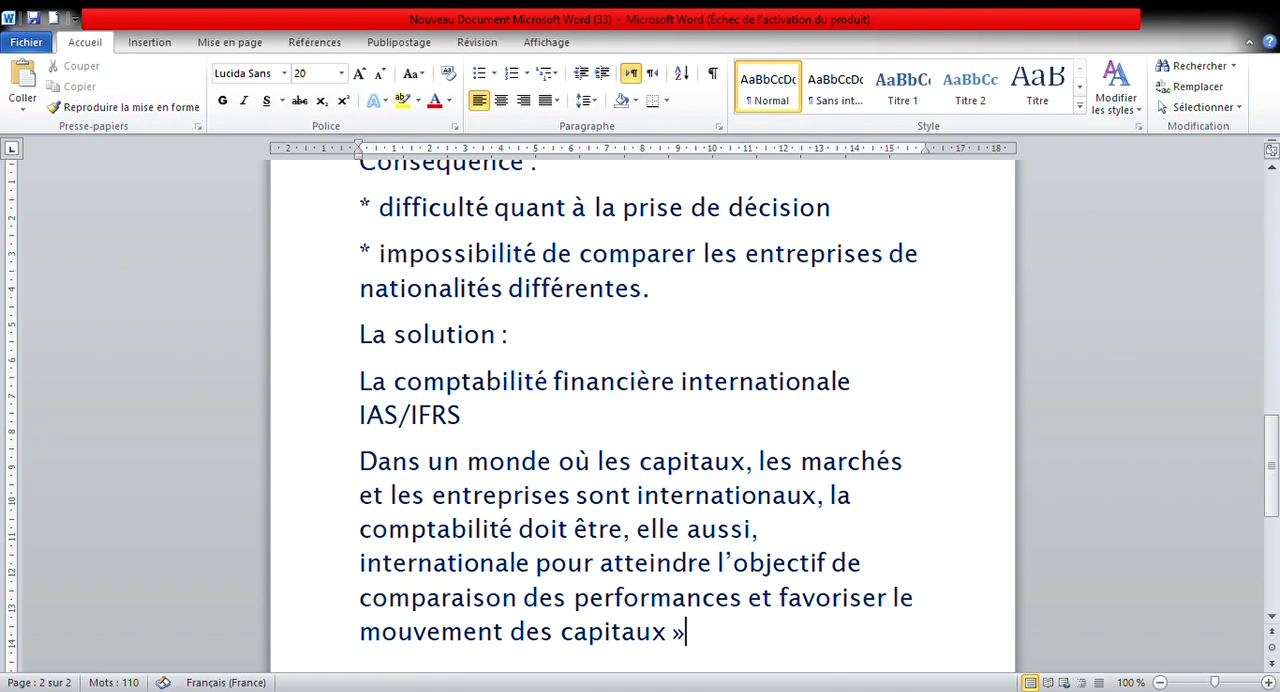 Nouveau Document Microsoft Word (33) - Microsoft Word (Échec de l'activation du produit)
Fichier Accueil Insertion Mise en page Références Publipostage Révision Affichage
Coller
Couper
Copier
Reproduire la mise en forme
Presse-papiers
Lucida Sans 20
G I S abc x₂ x²
Police
Paragraphe
AaBbCcDc AaBbCcDc AaBbC AaBbCc AaB
¶ Normal ¶ Sans int... Titre 1 Titre 2 Titre
Modifier
les styles
Style
Rechercher
Remplacer
Sélectionner
Modification
Conséquence :
* difficulté quant à la prise de décision
* impossibilité de comparer les entreprises de
nationalités différentes.
La solution :
La comptabilité financière internationale
IAS/IFRS
Dans un monde où les capitaux, les marchés
et les entreprises sont internationaux, la
comptabilité doit être, elle aussi,
internationale pour atteindre l'objectif de
comparaison des performances et favoriser le
mouvement des capitaux »
Page : 2 sur 2 Mots : 110 Français (France) 100 %